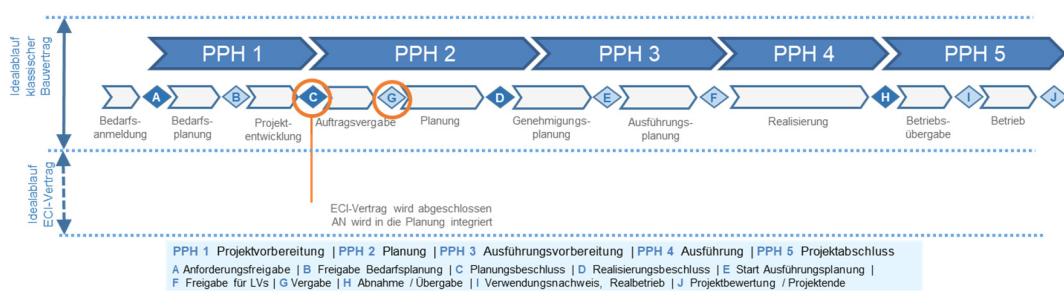 Idealablauf
klassischer
Bauvertrag
PPH 1
PPH 2
PPH 3
PPH 4
PPH 5
A
B
C
G
D
E
F
H
I
J
Bedarfs-
anmeldung
Bedarfs-
planung
Projekt-
entwicklung
Auftragsvergabe
Planung
Genehmigungs-
planung
Ausführungs-
planung
Realisierung
Betriebs-
übergabe
Betrieb
Idealablauf
ECI-Vertrag
ECI-Vertrag wird abgeschlossen
AN wird in die Planung integriert
PPH 1 Projektvorbereitung | PPH 2 Planung | PPH 3 Ausführungsvorbereitung | PPH 4 Ausführung | PPH 5 Projektabschluss
A Anforderungsfreigabe | B Freigabe Bedarfsplanung | C Planungsbeschluss | D Realisierungsbeschluss | E Start Ausführungsplanung |
F Freigabe für LVs | G Vergabe | H Abnahme / Übergabe | I Verwendungsnachweis, Realbetrieb | J Projektbewertung / Projektende